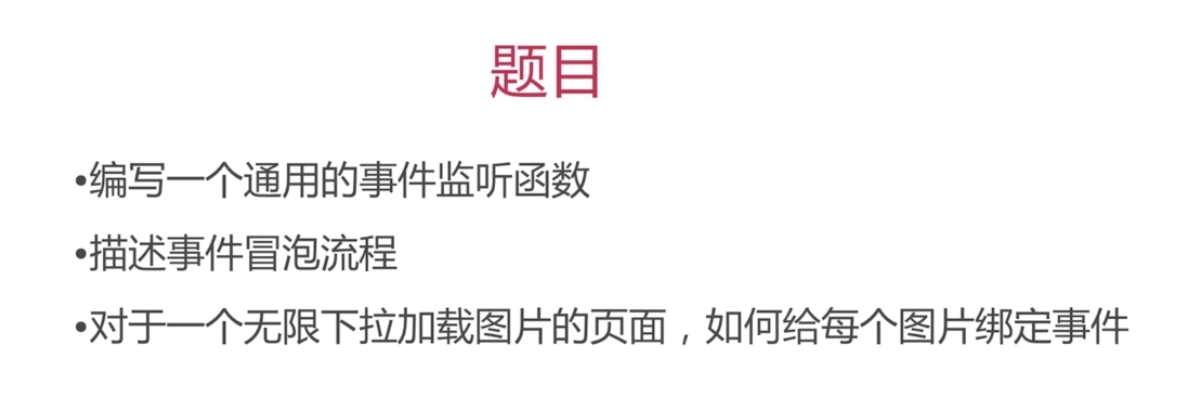 题目
•编写一个通用的事件监听函数
•描述事件冒泡流程
•对于一个无限下拉加载图片的页面，如何给每个图片绑定事件